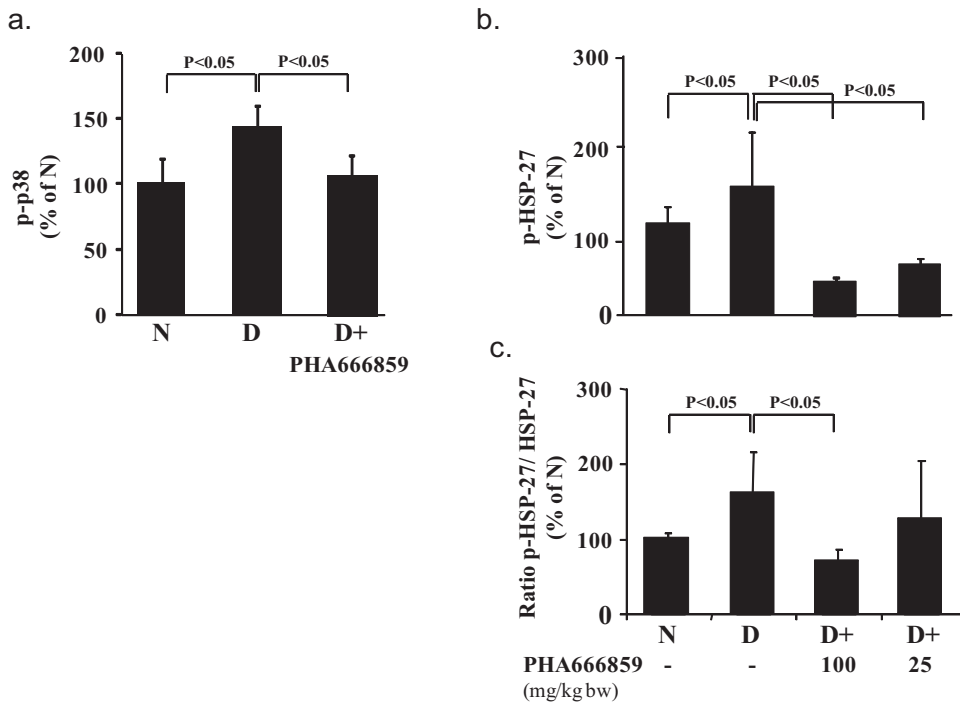 a.
200
150
100
50
0
p-p38
(% of N)
P<0.05 P<0.05
N D D+
PHA666859
b.
300
200
100
0
p-HSP-27
(% of N)
P<0.05 P<0.05
P<0.05
c.
300
200
100
0
Ratio p-HSP-27/ HSP-27
(% of N)
P<0.05 P<0.05
N D D+ D+
PHA666859 - - 100 25
(mg/kg bw)